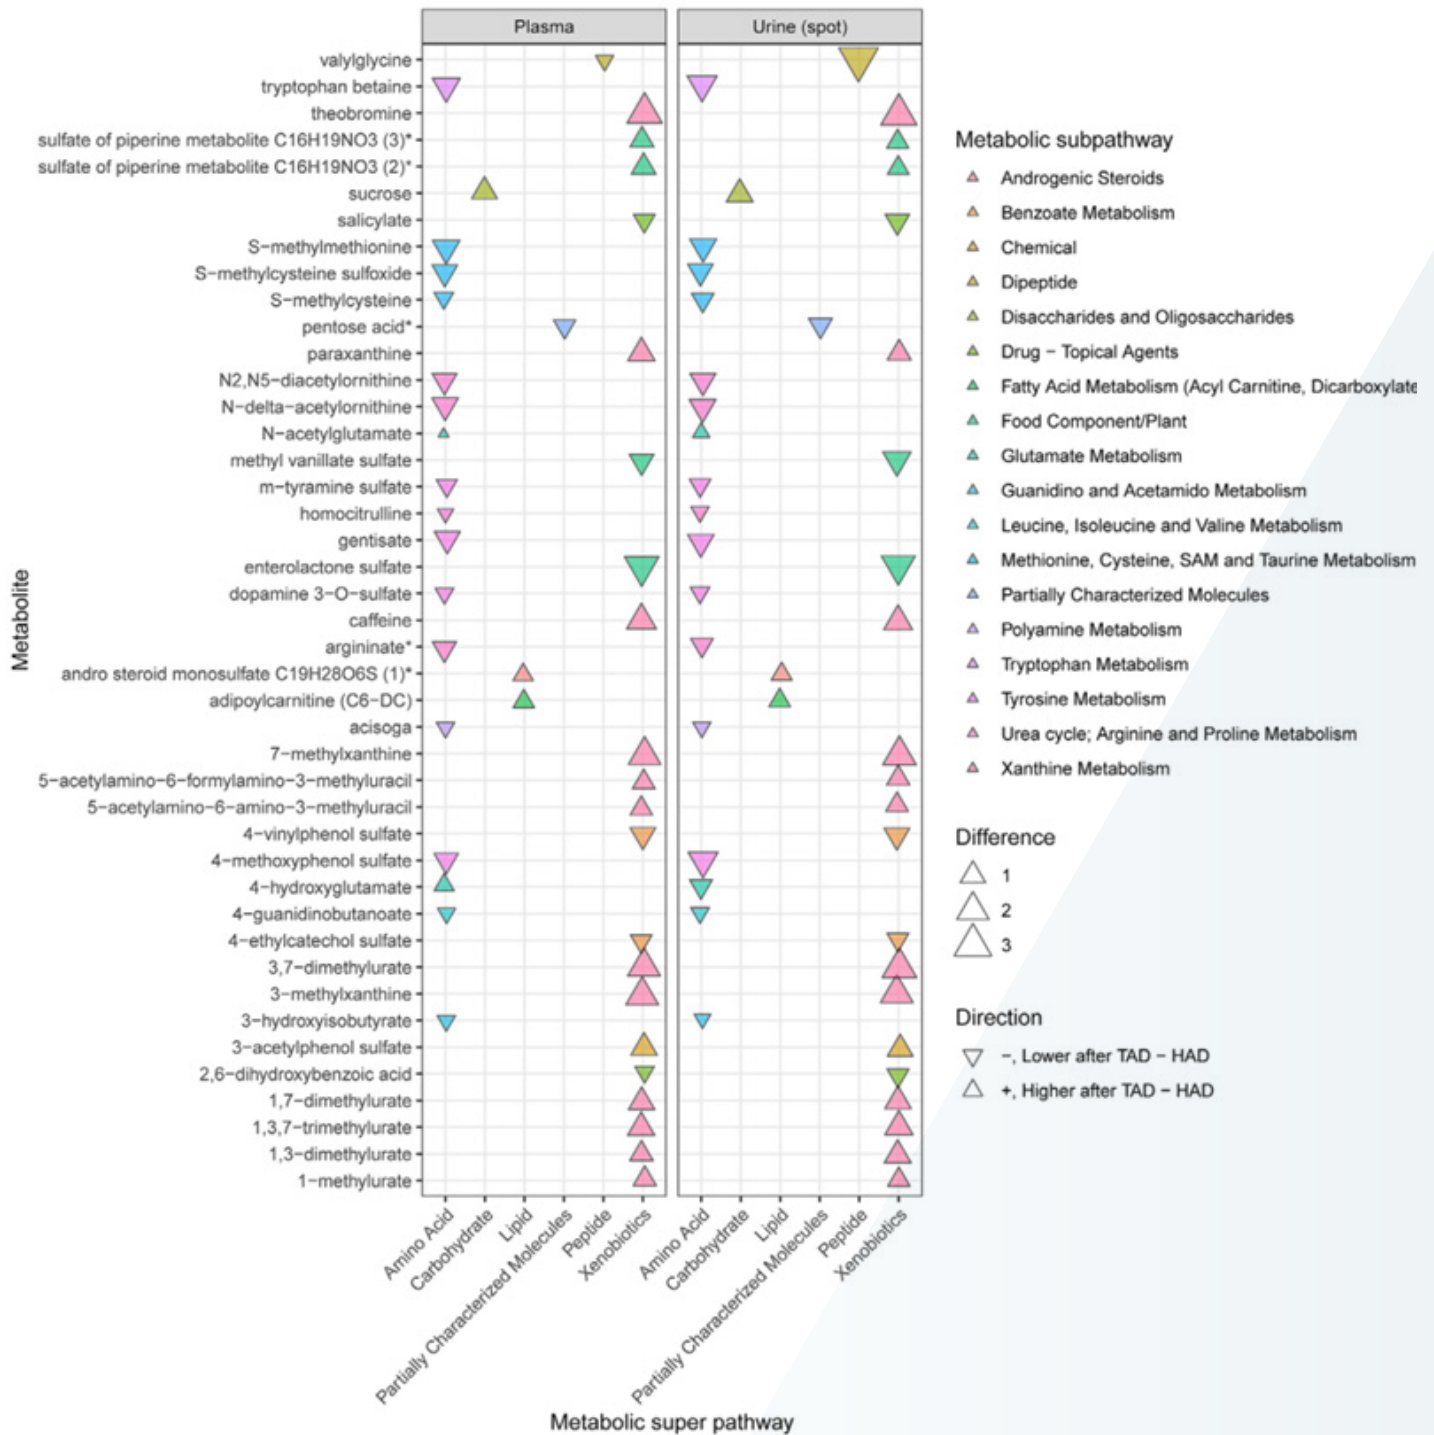 Plasma
Urine (spot)
valylglycine
tryptophan betaine
theobromine
sulfate of piperine metabolite C16H19NO3 (3)*
sulfate of piperine metabolite C16H19NO3 (2)*
sucrose
salicylate
S−methylmethionine
S−methylcysteine sulfoxide
S−methylcysteine
pentose acid*
paraxanthine
N2,N5−diacetylornithine
N−delta−acetylornithine
N−acetylglutamate
methyl vanillate sulfate
m−tyramine sulfate
homocitrulline
gentisate
enterolactone sulfate
dopamine 3−O−sulfate
caffeine
argininate*
andro steroid monosulfate C19H28O6S (1)*
adipoylcarnitine (C6−DC)
acisoga
7−methylxanthine
5−acetylamino−6−formylamino−3−methyluracil
5−acetylamino−6−amino−3−methyluracil
4−vinylphenol sulfate
4−methoxyphenol sulfate
4−hydroxyglutamate
4−guanidinobutanoate
4−ethylcatechol sulfate
3,7−dimethylurate
3−methylxanthine
3−hydroxyisobutyrate
3−acetylphenol sulfate
2,6−dihydroxybenzoic acid
1,7−dimethylurate
1,3,7−trimethylurate
1,3−dimethylurate
1−methylurate
Metabolite
Amino Acid
Carbohydrate
Lipid
Partially Characterized Molecules
Peptide
Xenobiotics
Amino Acid
Carbohydrate
Lipid
Partially Characterized Molecules
Peptide
Xenobiotics
Metabolic super pathway
Metabolic subpathway
Androgenic Steroids
Benzoate Metabolism
Chemical
Dipeptide
Disaccharides and Oligosaccharides
Drug − Topical Agents
Fatty Acid Metabolism (Acyl Carnitine, Dicarboxylate
Food Component/Plant
Glutamate Metabolism
Guanidino and Acetamido Metabolism
Leucine, Isoleucine and Valine Metabolism
Methionine, Cysteine, SAM and Taurine Metabolism
Partially Characterized Molecules
Polyamine Metabolism
Tryptophan Metabolism
Tyrosine Metabolism
Urea cycle; Arginine and Proline Metabolism
Xanthine Metabolism
Difference
1
2
3
Direction
−, Lower after TAD − HAD
+, Higher after TAD − HAD